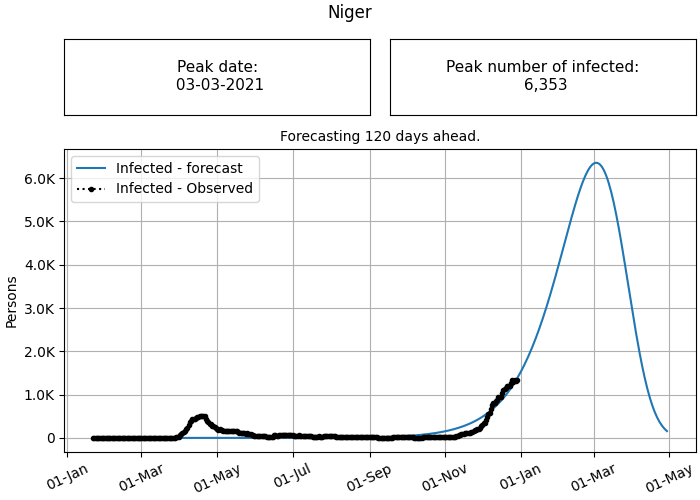 Niger
Peak date:
03-03-2021
Peak number of infected:
6,353
Forecasting 120 days ahead.
Infected - forecast
Infected - Observed
6.0K
5.0K
4.0K
3.0K
2.0K
1.0K
0
Persons
01-Jan
01-Mar
01-May
01-Jul
01-Sep
01-Nov
01-Jan
01-Mar
01-May